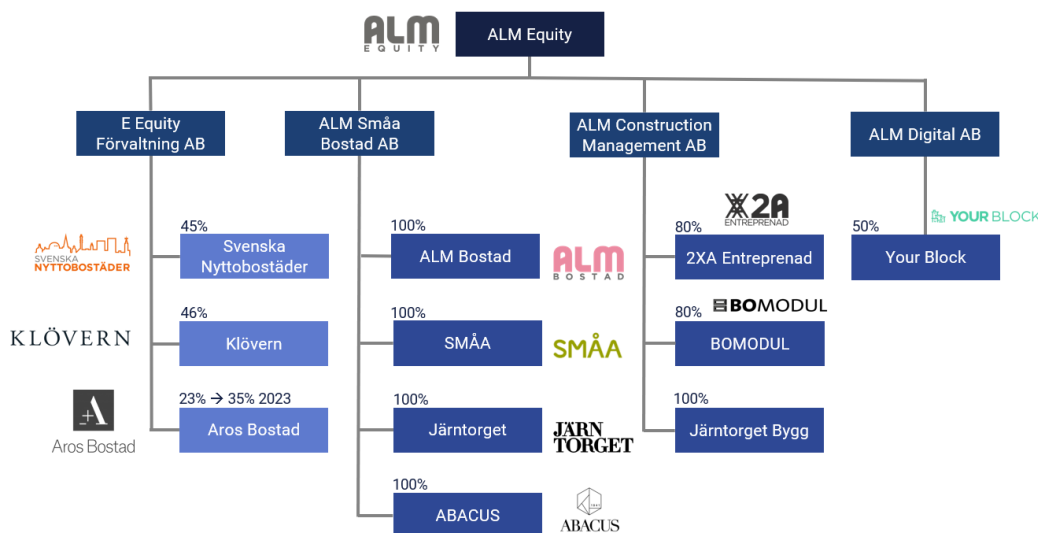 ALM
EQUITY
ALM Equity
E Equity
Förvaltning AB
ALM Småa
Bostad AB
ALM Construction
Management AB
ALM Digital AB
SVENSKA
NYTTOBOSTÄDER
45%
Svenska
Nyttobostäder
KLÖVERN
46%
Klövern
+A
Aros Bostad
23% → 35% 2023
Aros Bostad
100%
ALM Bostad
ALM
BOSTAD
100%
SMÅA
SMÅA
100%
Järntorget
JÄRN
TORGET
100%
ABACUS
ABACUS
2A
ENTREPRENAD
80%
2XA Entreprenad
BOMODUL
80%
BOMODUL
100%
Järntorget Bygg
YOUR BLOCK
50%
Your Block